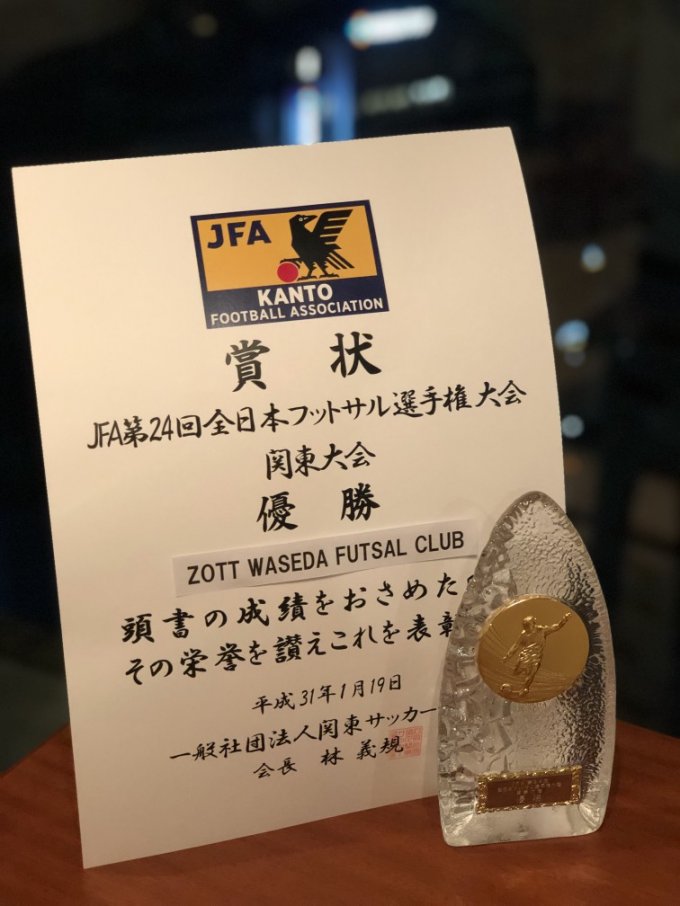 JFA
KANTO
FOOTBALL ASSOCIATION
賞状
JFA第24回全日本フットサル選手権大会
関東大会
優勝
ZOTT WASEDA FUTSAL CLUB
頭書の成績をおさめた
その栄誉を讃えこれを表彰
平成31年1月19日
一般社団法人関東サッカー
会長 林 義規